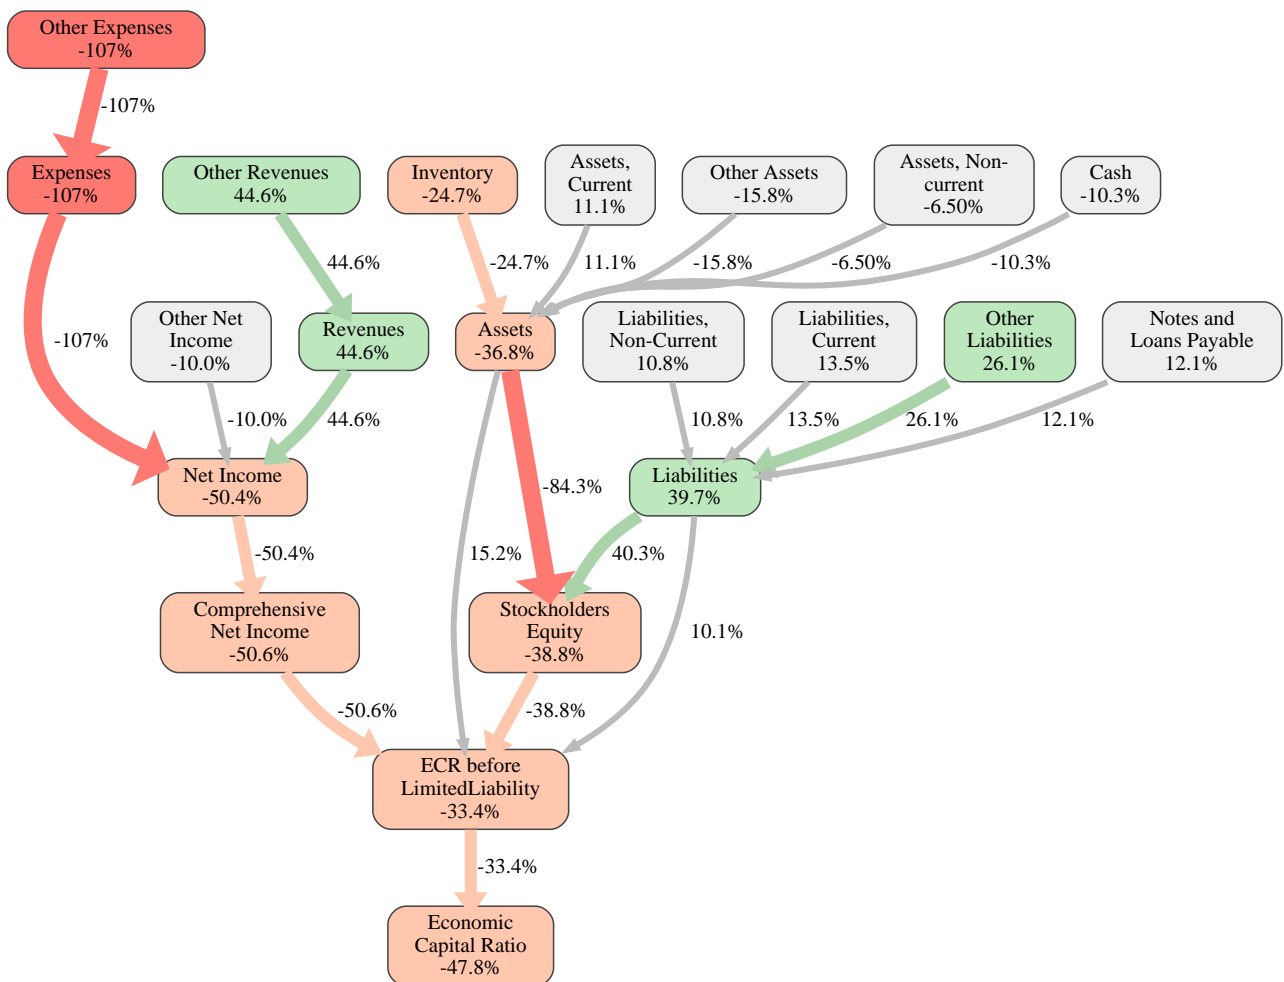 Other Expenses
-107%
-107%
Expenses
-107%
Other Revenues
44.6%
Inventory
-24.7%
Assets,
Current
11.1%
Other Assets
-15.8%
Assets, Non-
current
-6.50%
Cash
-10.3%
44.6%
-24.7%
11.1%
-15.8%
-6.50%
-10.3%
-107%
Other Net
Income
-10.0%
Revenues
44.6%
Assets
-36.8%
Liabilities,
Non-Current
10.8%
Liabilities,
Current
13.5%
Other
Liabilities
26.1%
Notes and
Loans Payable
12.1%
-10.0%
44.6%
10.8%
13.5%
26.1%
12.1%
Net Income
-50.4%
-84.3%
Liabilities
39.7%
-50.4%
15.2%
40.3%
Comprehensive
Net Income
-50.6%
Stockholders
Equity
-38.8%
10.1%
-50.6%
-38.8%
ECR before
LimitedLiability
-33.4%
-33.4%
Economic
Capital Ratio
-47.8%